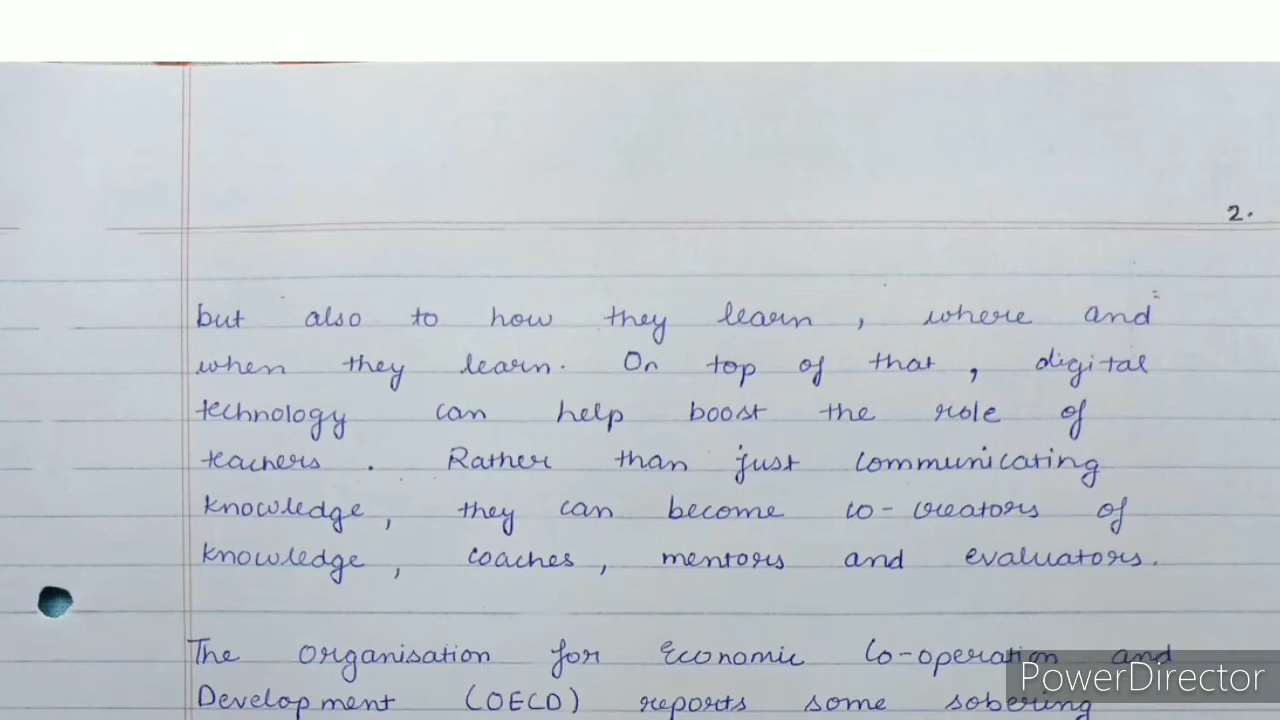 2.
but also to how they learn, where and
when they learn. On top of that, digital
technology can help boost the role of
teachers. Rather than just communicating
knowledge, they can become co-creators of
knowledge, coaches, mentors and evaluators.
The organisation for Economic Co-operation and
Development (OECD) reports some sobering
PowerDirector